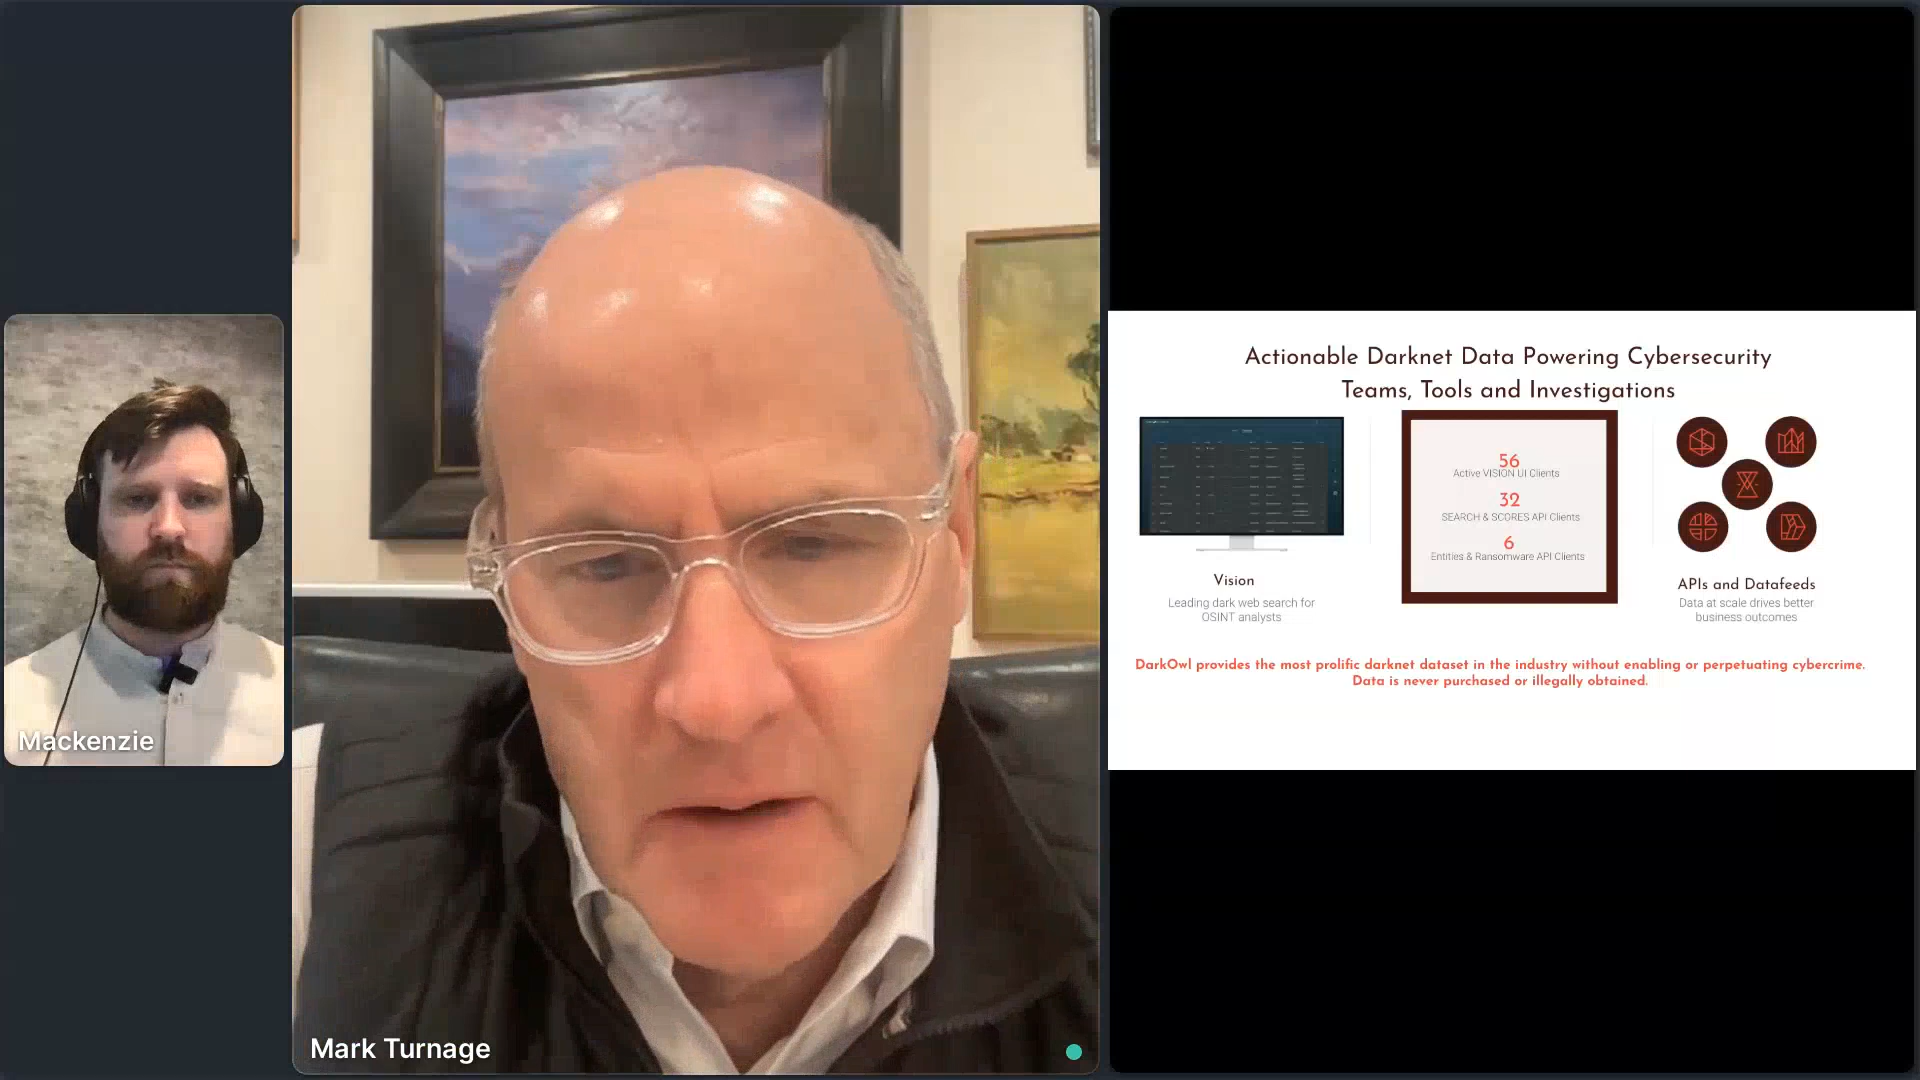 Mackenzie
Mark Turnage
Actionable Darknet Data Powering Cybersecurity
Teams, Tools and Investigations
56
Active VISION UI Clients
32
SEARCH & SCORES API Clients
6
Entities & Ransomware API Clients
Vision
Leading dark web search for
OSINT analysts
APIs and Datafeeds
Data at scale drives better
business outcomes
DarkOwl provides the most prolific darknet dataset in the industry without enabling or perpetuating cybercrime.
Data is never purchased or illegally obtained.